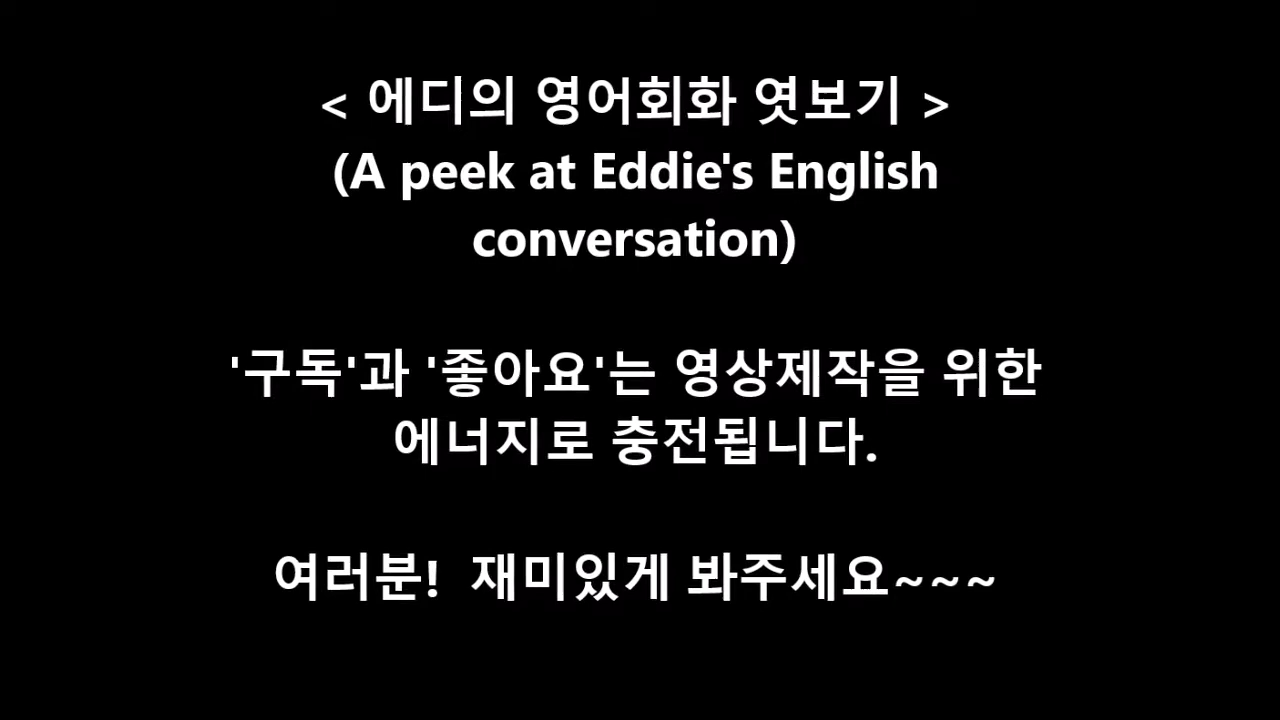 < 에디의 영어회화 엿보기 >
(A peek at Eddie's English
conversation)
'구독'과 '좋아요'는 영상제작을 위한
에너지로 충전됩니다.
여러분!  재미있게 봐주세요~~~